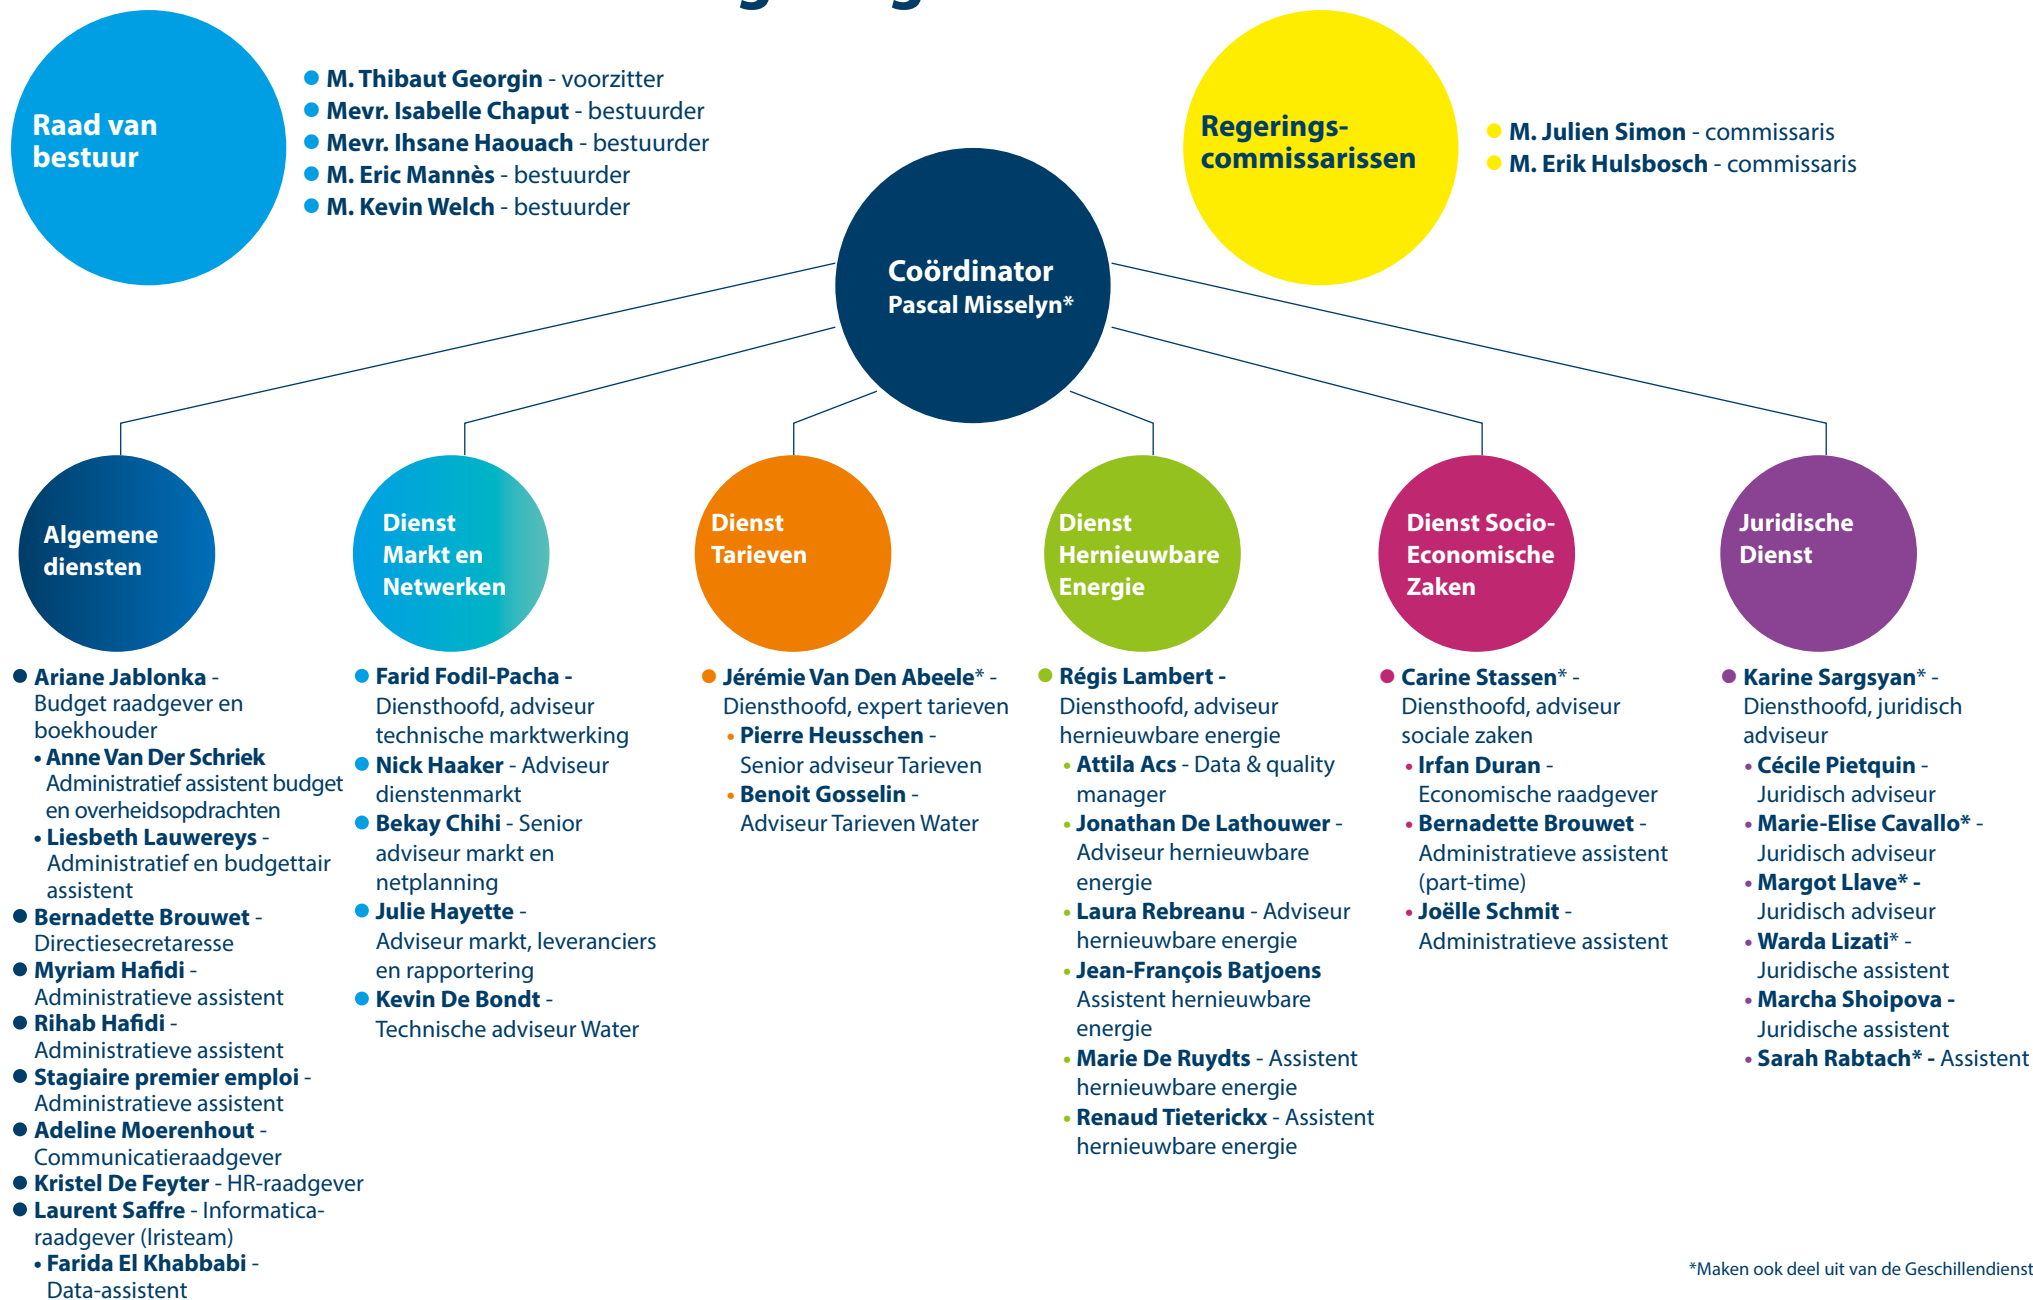 Raad van
bestuur
● M. Thibaut Georgin - voorzitter
● Mevr. Isabelle Chaput - bestuurder
● Mevr. Ihsane Haouach - bestuurder
● M. Eric Mannès - bestuurder
● M. Kevin Welch - bestuurder
Regerings-
commissarissen
● M. Julien Simon - commissaris
● M. Erik Hulsbosch - commissaris
Coördinator
Pascal Misselyn*
Algemene
diensten
● Ariane Jablonka -
Budget raadgever en
boekhouder
• Anne Van Der Schriek
Administratief assistent budget
en overheidsopdrachten
• Liesbeth Lauwereys -
Administratief en budgettair
assistent
● Bernadette Brouwet -
Directiesecretaresse
● Myriam Hafidi -
Administratieve assistent
● Rihab Hafidi -
Administratieve assistent
● Stagiaire premier emploi -
Administratieve assistent
● Adeline Moerenhout -
Communicatieraadgever
● Kristel De Feyter - HR-raadgever
● Laurent Saffre - Informatica-
raadgever (Iristeam)
• Farida El Khabbabi -
Data-assistent
Dienst
Markt en
Netwerken
● Farid Fodil-Pacha -
Diensthoofd, adviseur
technische marktwerking
● Nick Haaker - Adviseur
dienstenmarkt
● Bekay Chihi - Senior
adviseur markt en
netplanning
● Julie Hayette -
Adviseur markt, leveranciers
en rapportering
● Kevin De Bondt -
Technische adviseur Water
Dienst
Tarieven
● Jérémie Van Den Abeele* -
Diensthoofd, expert tarieven
• Pierre Heusschen -
Senior adviseur Tarieven
• Benoit Gosselin -
Adviseur Tarieven Water
Dienst
Hernieuwbare
Energie
● Régis Lambert -
Diensthoofd, adviseur
hernieuwbare energie
• Attila Acs - Data & quality
manager
• Jonathan De Lathouwer -
Adviseur hernieuwbare
energie
• Laura Rebreanu - Adviseur
hernieuwbare energie
• Jean-François Batjoens
Assistent hernieuwbare
energie
• Marie De Ruydts - Assistent
hernieuwbare energie
• Renaud Tieterickx - Assistent
hernieuwbare energie
Dienst Socio-
Economische
Zaken
● Carine Stassen* -
Diensthoofd, adviseur
sociale zaken
• Irfan Duran -
Economische raadgever
• Bernadette Brouwet -
Administratieve assistent
(part-time)
• Joëlle Schmit -
Administratieve assistent
Juridische
Dienst
● Karine Sargsyan* -
Diensthoofd, juridisch
adviseur
• Cécile Pietquin -
Juridisch adviseur
• Marie-Elise Cavallo* -
Juridisch adviseur
• Margot Llave* -
Juridisch adviseur
• Warda Lizati* -
Juridische assistent
• Marcha Shoipova -
Juridische assistent
• Sarah Rabtach* - Assistent
*Maken ook deel uit van de Geschillendienst